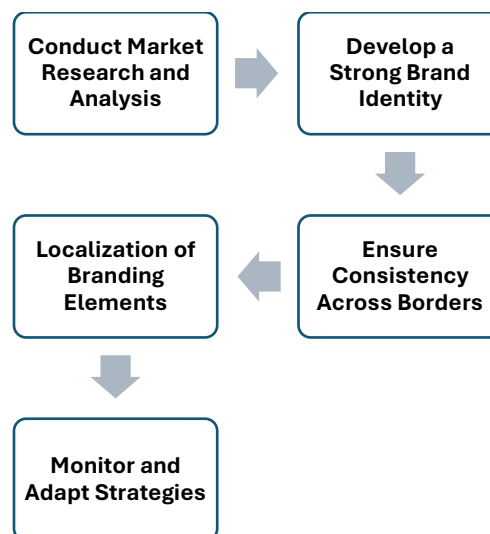 Conduct Market
Research and
Analysis
Develop a
Strong Brand
Identity
Ensure
Consistency
Across Borders
Localization of
Branding
Elements
Monitor and
Adapt Strategies